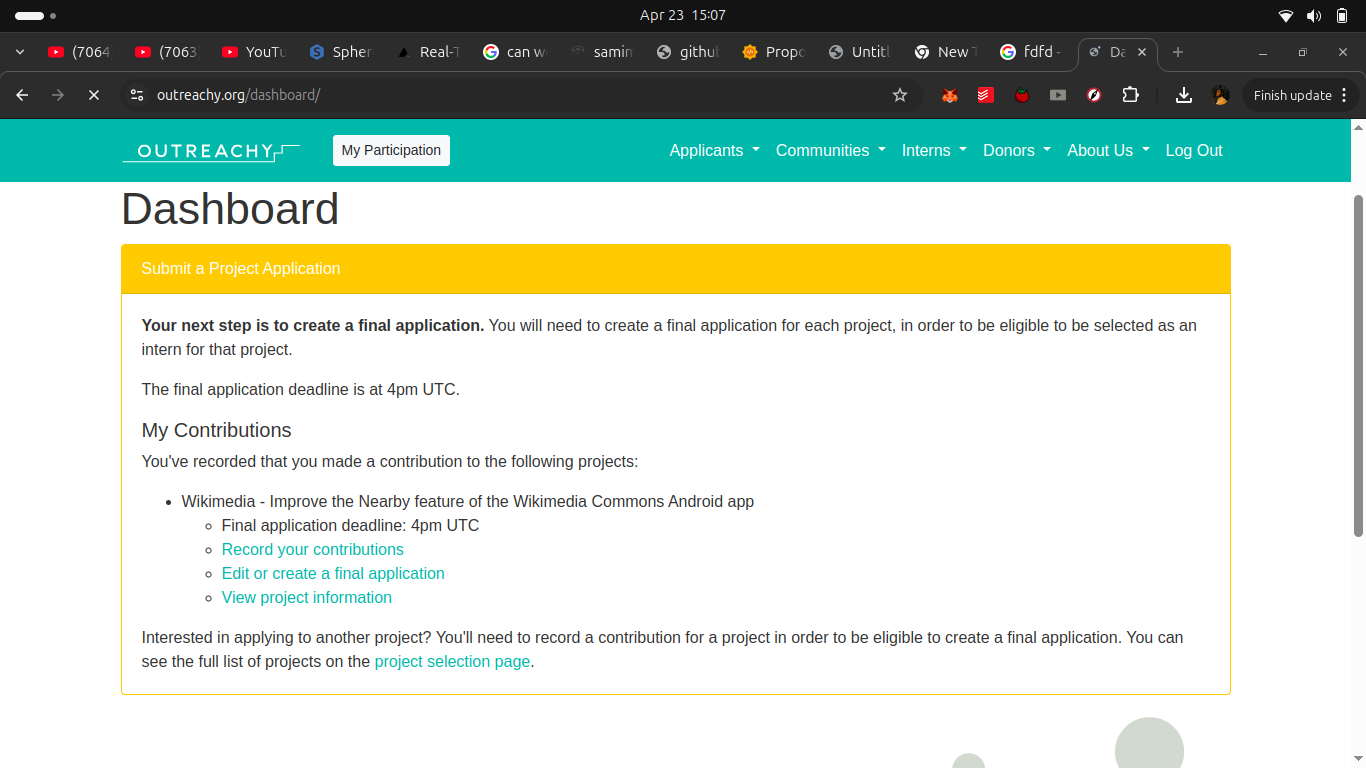 Apr 23 15:07
(7064
(7063
YouTu
Spher
Real-T
can w
samin
githul
Propo
Untitl
New T
fdfd -
Da
outreachy.org/dashboard/
Finish update
OUTREACHY
My Participation
Applicants
Communities
Interns
Donors
About Us
Log Out
Dashboard
Submit a Project Application
Your next step is to create a final application. You will need to create a final application for each project, in order to be eligible to be selected as an
intern for that project.
The final application deadline is at 4pm UTC.
My Contributions
You've recorded that you made a contribution to the following projects:
Wikimedia - Improve the Nearby feature of the Wikimedia Commons Android app
Final application deadline: 4pm UTC
Record your contributions
Edit or create a final application
View project information
Interested in applying to another project? You'll need to record a contribution for a project in order to be eligible to create a final application. You can
see the full list of projects on the project selection page.